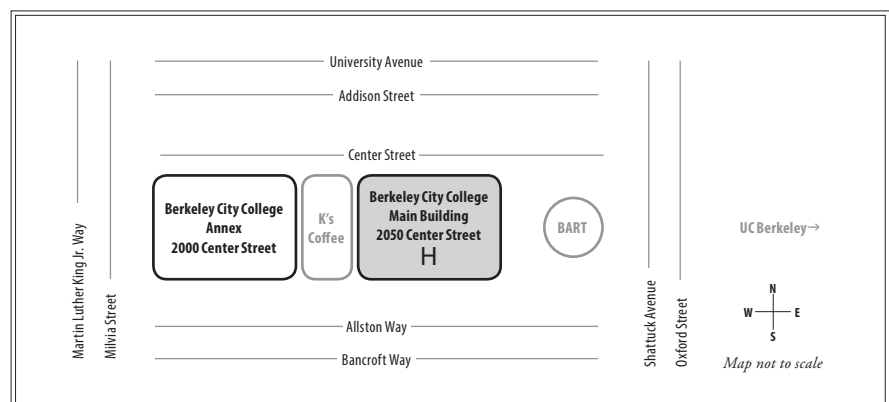 University Avenue
Addison Street
Center Street
Berkeley City College
Annex
2000 Center Street
K's
Coffee
Berkeley City College
Main Building
2050 Center Street
H
BART
UC Berkeley→
Martin Luther King Jr. Way
Milvia Street
Shattuck Avenue
Oxford Street
N
W E
S
Allston Way
Bancroft Way
Map not to scale